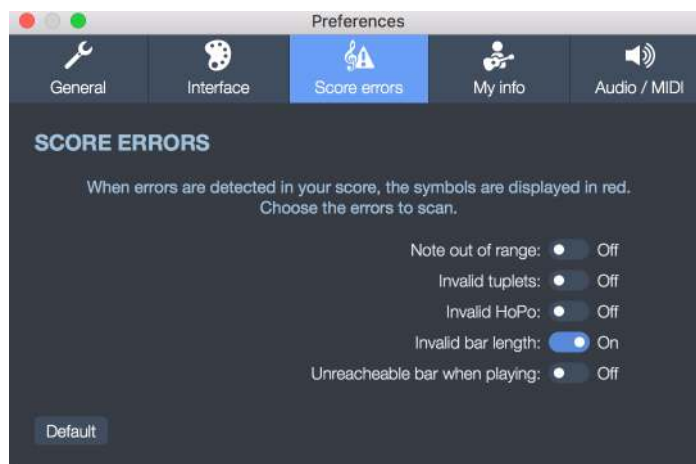 Preferences
General Interface Score errors My info Audio / MIDI
SCORE ERRORS
When errors are detected in your score, the symbols are displayed in red.
Choose the errors to scan.
Note out of range: Off
Invalid tuplets: Off
Invalid HoPo: Off
Invalid bar length: On
Unreacheable bar when playing: Off
Default